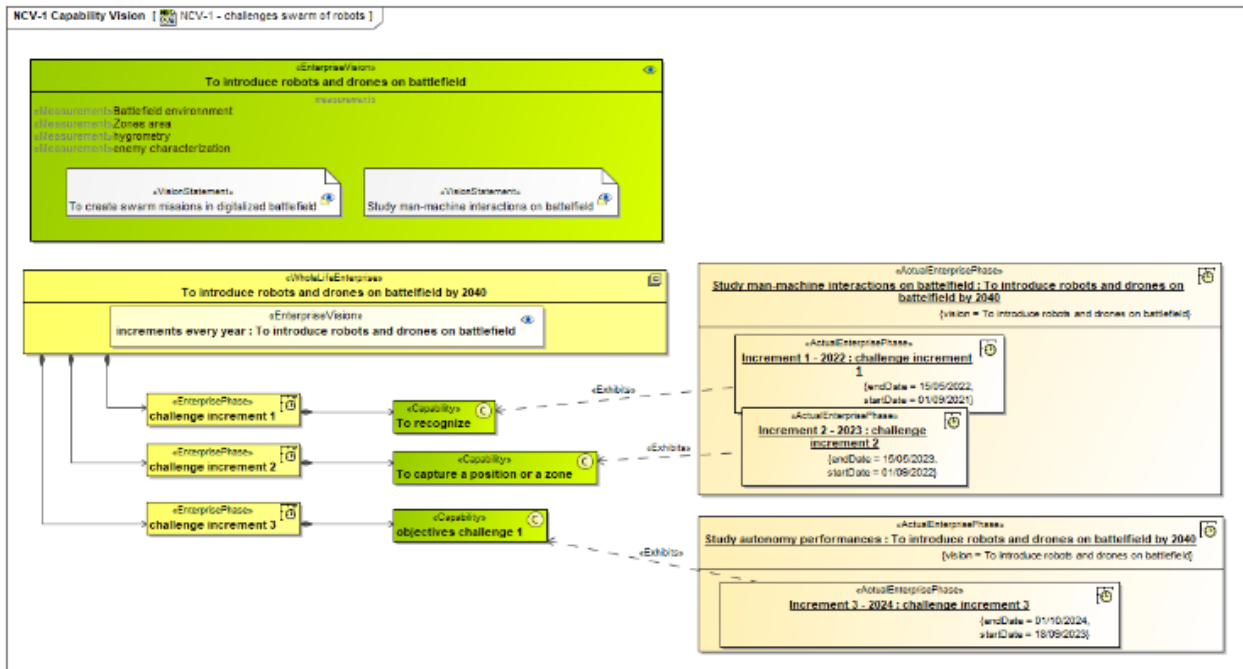 NCV-1 Capability Vision [ NCV-1 - challenges swarm of robots ]
«EnterpriseVision»
To introduce robots and drones on battlefield
measurements
«Measurement»Battlefield environnment
«Measurement»Zones area
«Measurement»hygrometry
«Measurement»enemy characterization
«VisionStatement»
To create swarm missions in digitalized battlefield
«VisionStatement»
Study man-machine interactions on battelfield
«WholeLifeEnterprise»
To introduce robots and drones on battelfield by 2040
«EnterpriseVision»
increments every year : To introduce robots and drones on battlefield
«EnterprisePhase»
challenge increment 1
«Capability»
To recognize
C
«EnterprisePhase»
challenge increment 2
«Capability»
To capture a position or a zone
C
«EnterprisePhase»
challenge increment 3
«Capability»
objectives challenge 1
C
«Exhibits»
«Exhibits»
«Exhibits»
«ActualEnterprisePhase»
Study man-machine interactions on battelfield : To introduce robots and drones on
battelfield by 2040
{vision = To introduce robots and drones on battlefield}
«ActualEnterprisePhase»
Increment 1 - 2022 : challenge increment
1
{endDate = 15/05/2022,
startDate = 01/09/2021}
«ActualEnterprisePhase»
Increment 2 - 2023 : challenge
increment 2
{endDate = 15/05/2023,
startDate = 01/09/2022}
«ActualEnterprisePhase»
Study autonomy performances : To introduce robots and drones on battelfield by 2040
{vision = To introduce robots and drones on battlefield}
«ActualEnterprisePhase»
Increment 3 - 2024 : challenge increment 3
{endDate = 01/10/2024,
startDate = 18/09/2023}